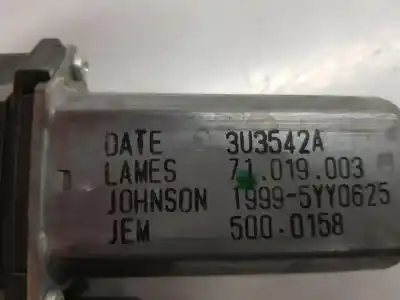 DATE 3U3542A
LAMES 71.019.003
JOHNSON 1999-5YY0625
JEM 500.0158